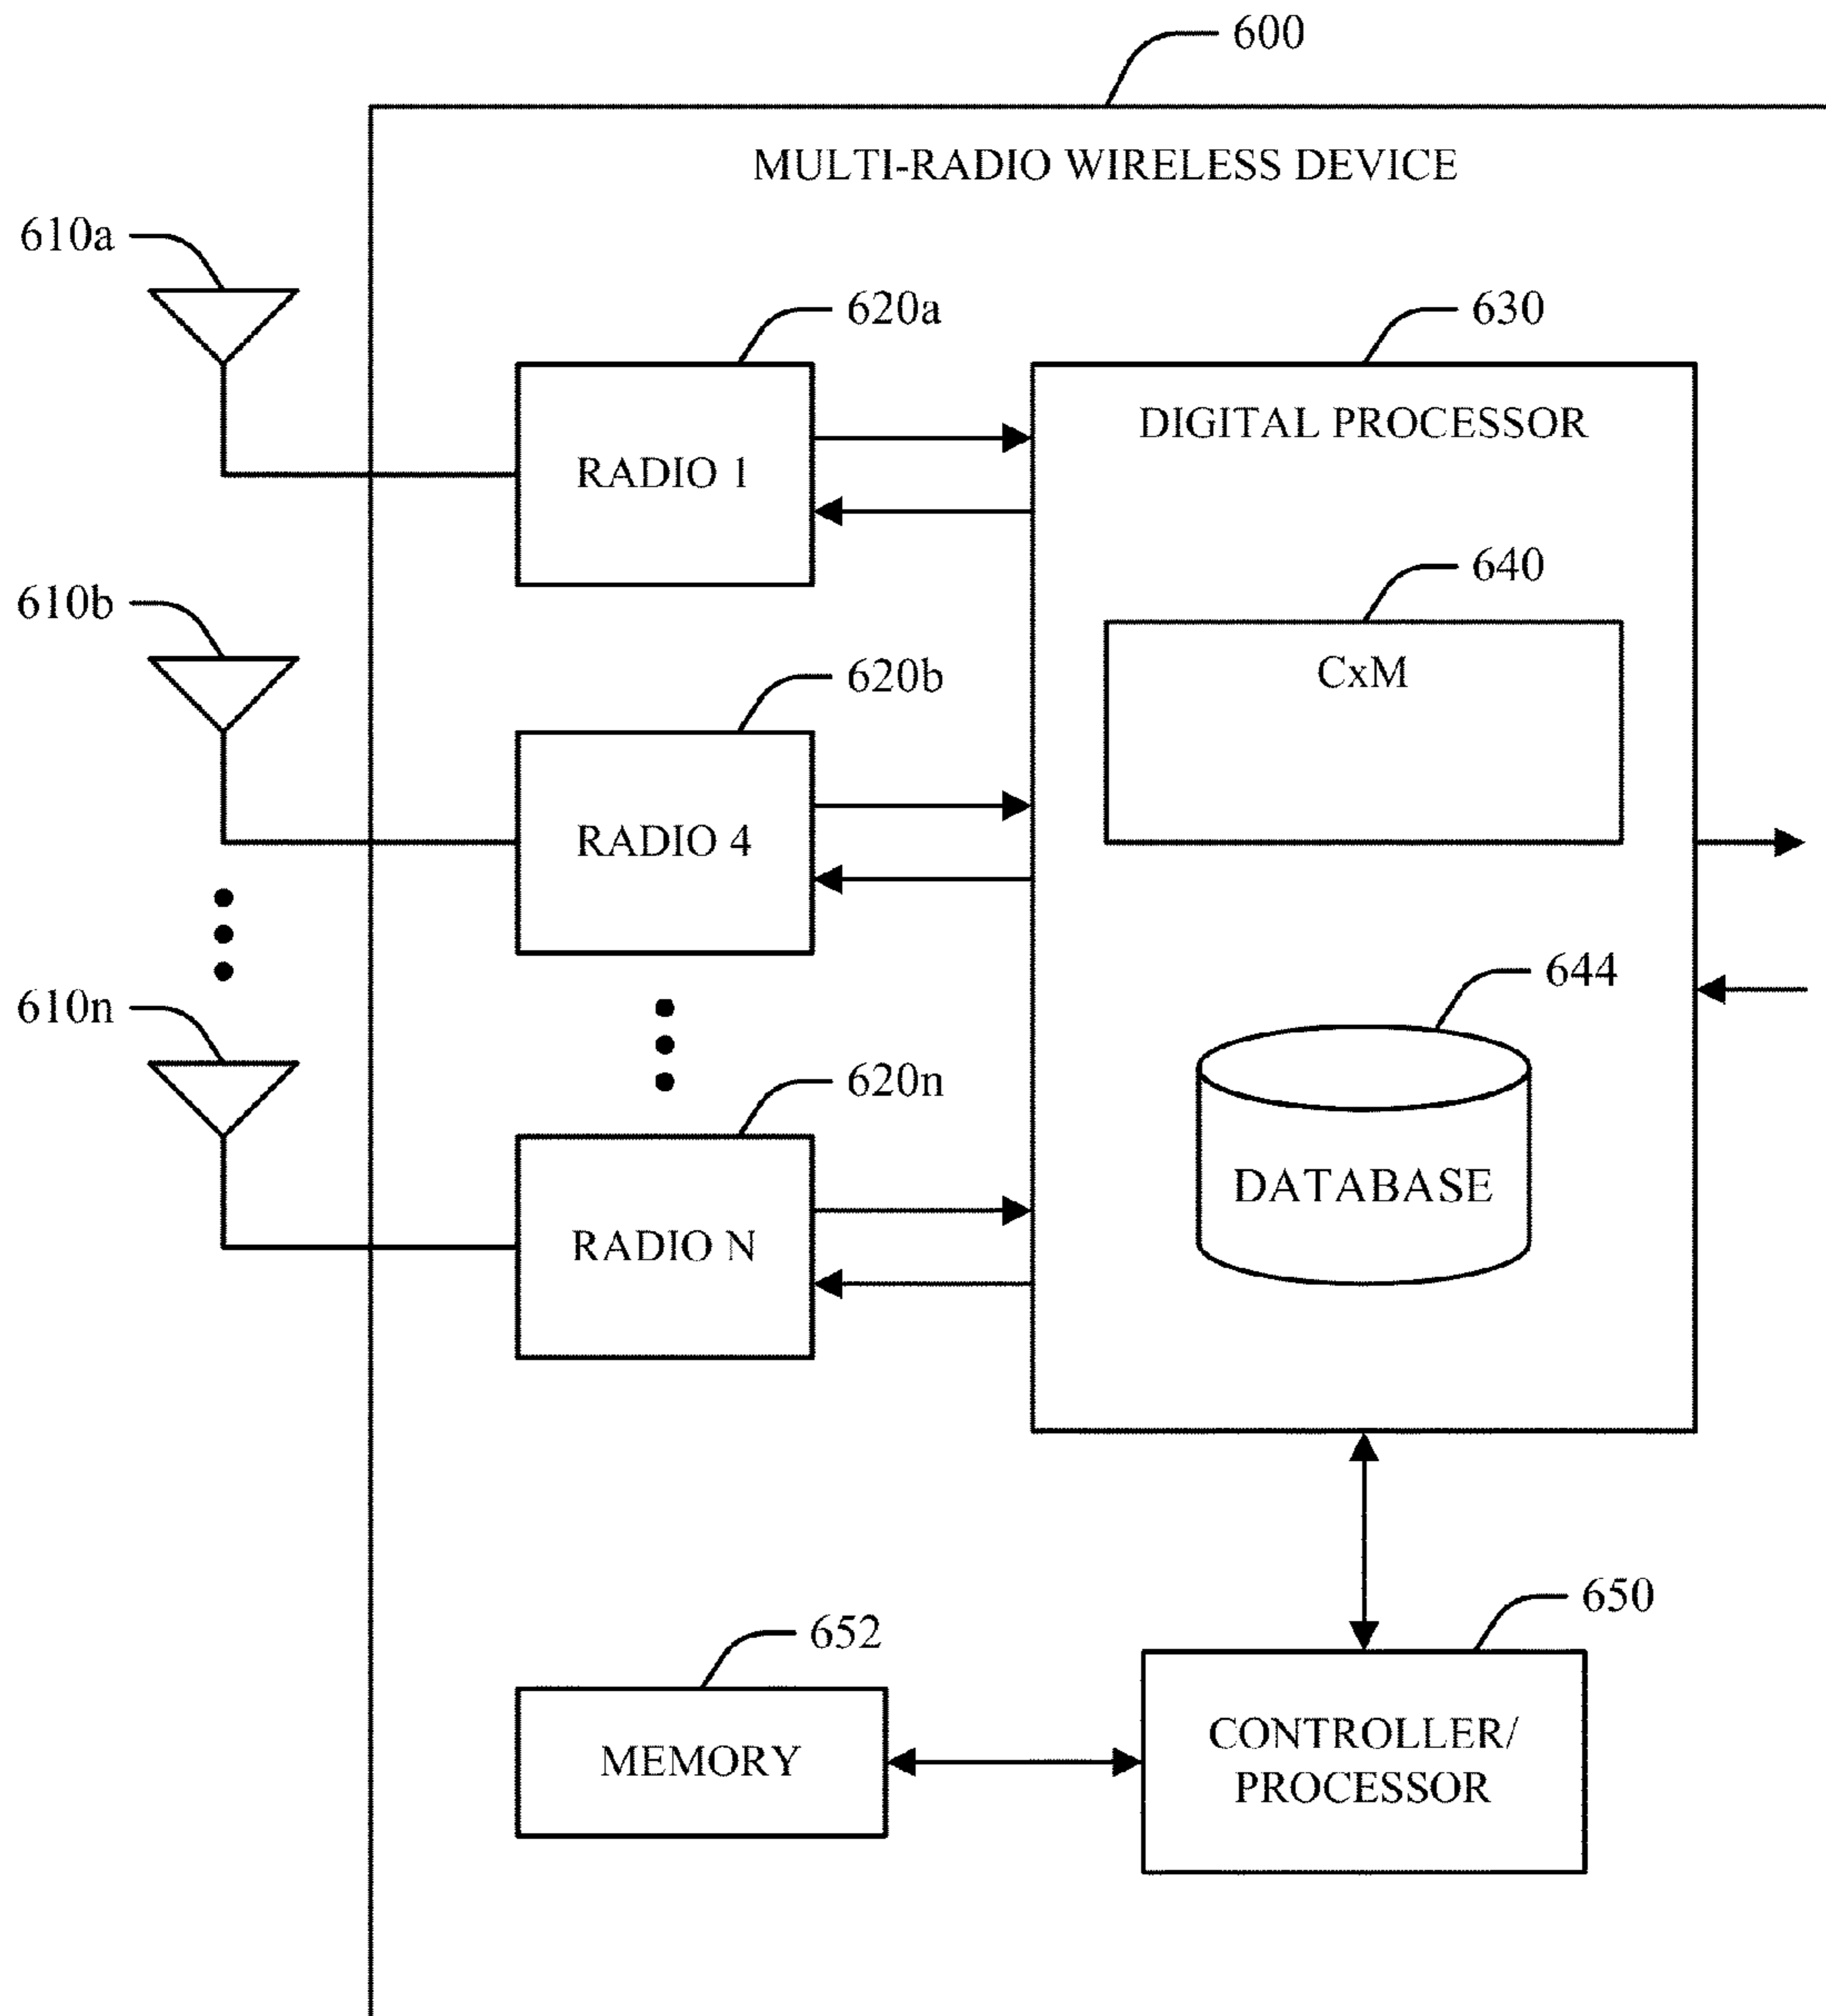 600
MULTI-RADIO WIRELESS DEVICE
610a
620a
630
RADIO 1
DIGITAL PROCESSOR
640
CxM
610b
620b
RADIO 4
644
DATABASE
610n
620n
RADIO N
650
652
MEMORY
CONTROLLER/
PROCESSOR